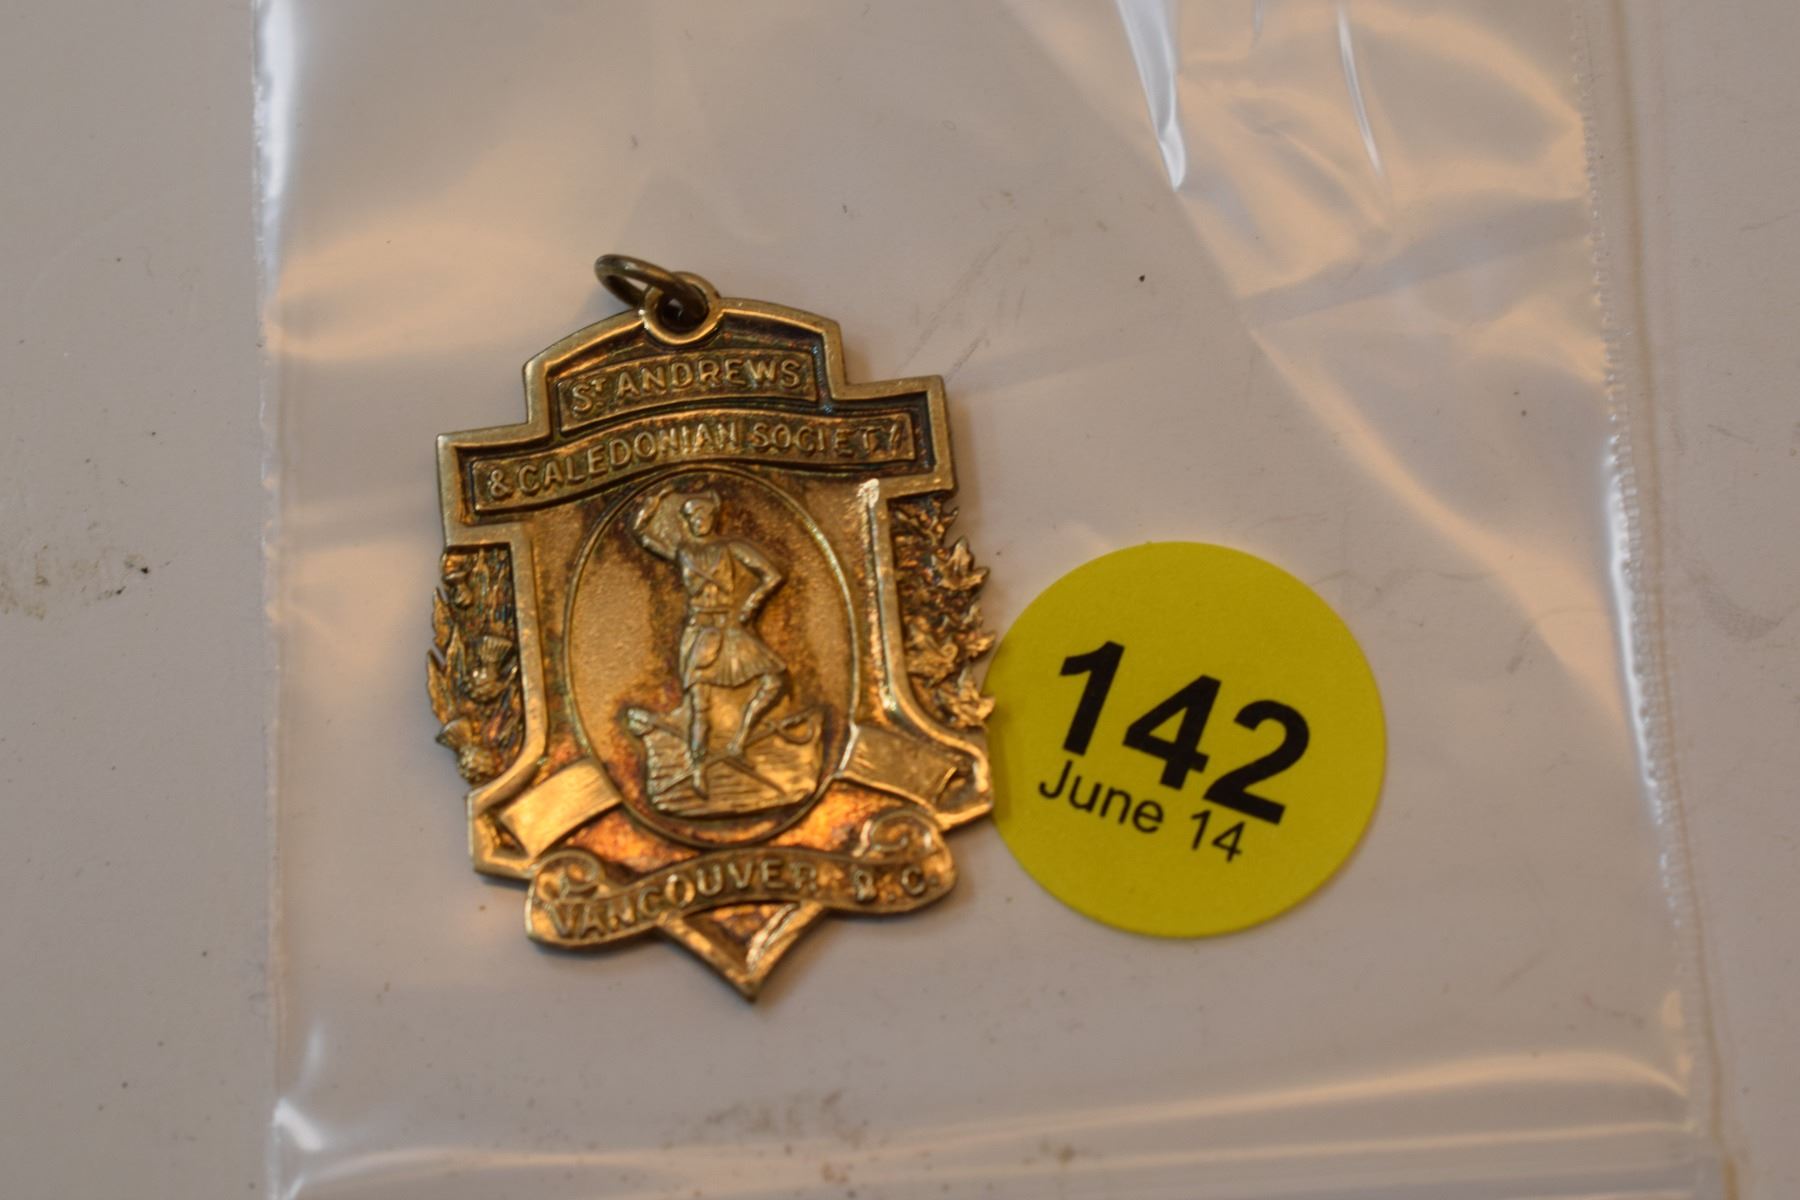 ST ANDREWS
& CALEDONIAN SOCIETY
VANCOUVER B.C.
142
June 14